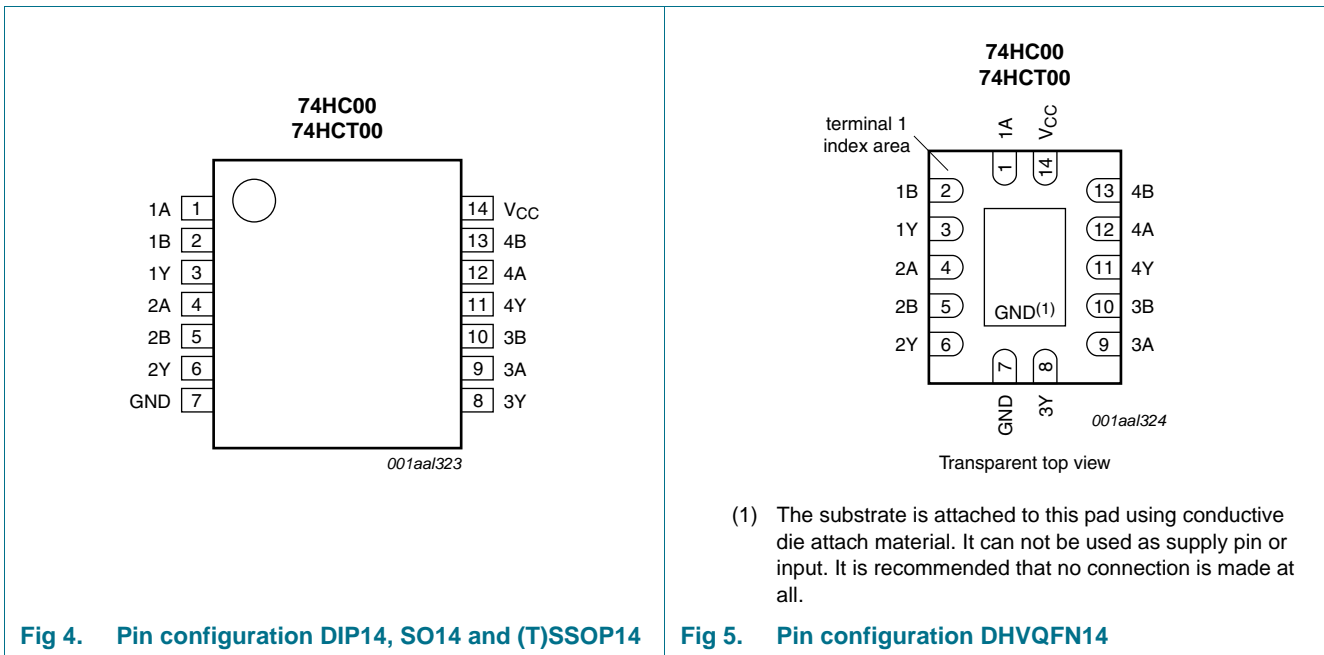 74HC00
74HCT00
1A 1
1B 2
1Y 3
2A 4
2B 5
2Y 6
GND 7
14 VCC
13 4B
12 4A
11 4Y
10 3B
9 3A
8 3Y
001aal323
Fig 4. Pin configuration DIP14, SO14 and (T)SSOP14
74HC00
74HCT00
terminal 1
index area
1A
VCC
1
14
1B 2
1Y 3
2A 4
2B 5
2Y 6
13 4B
12 4A
11 4Y
10 3B
9 3A
GND(1)
7
8
GND
3Y
001aal324
Transparent top view
(1) The substrate is attached to this pad using conductive
die attach material. It can not be used as supply pin or
input. It is recommended that no connection is made at
all.
Fig 5. Pin configuration DHVQFN14